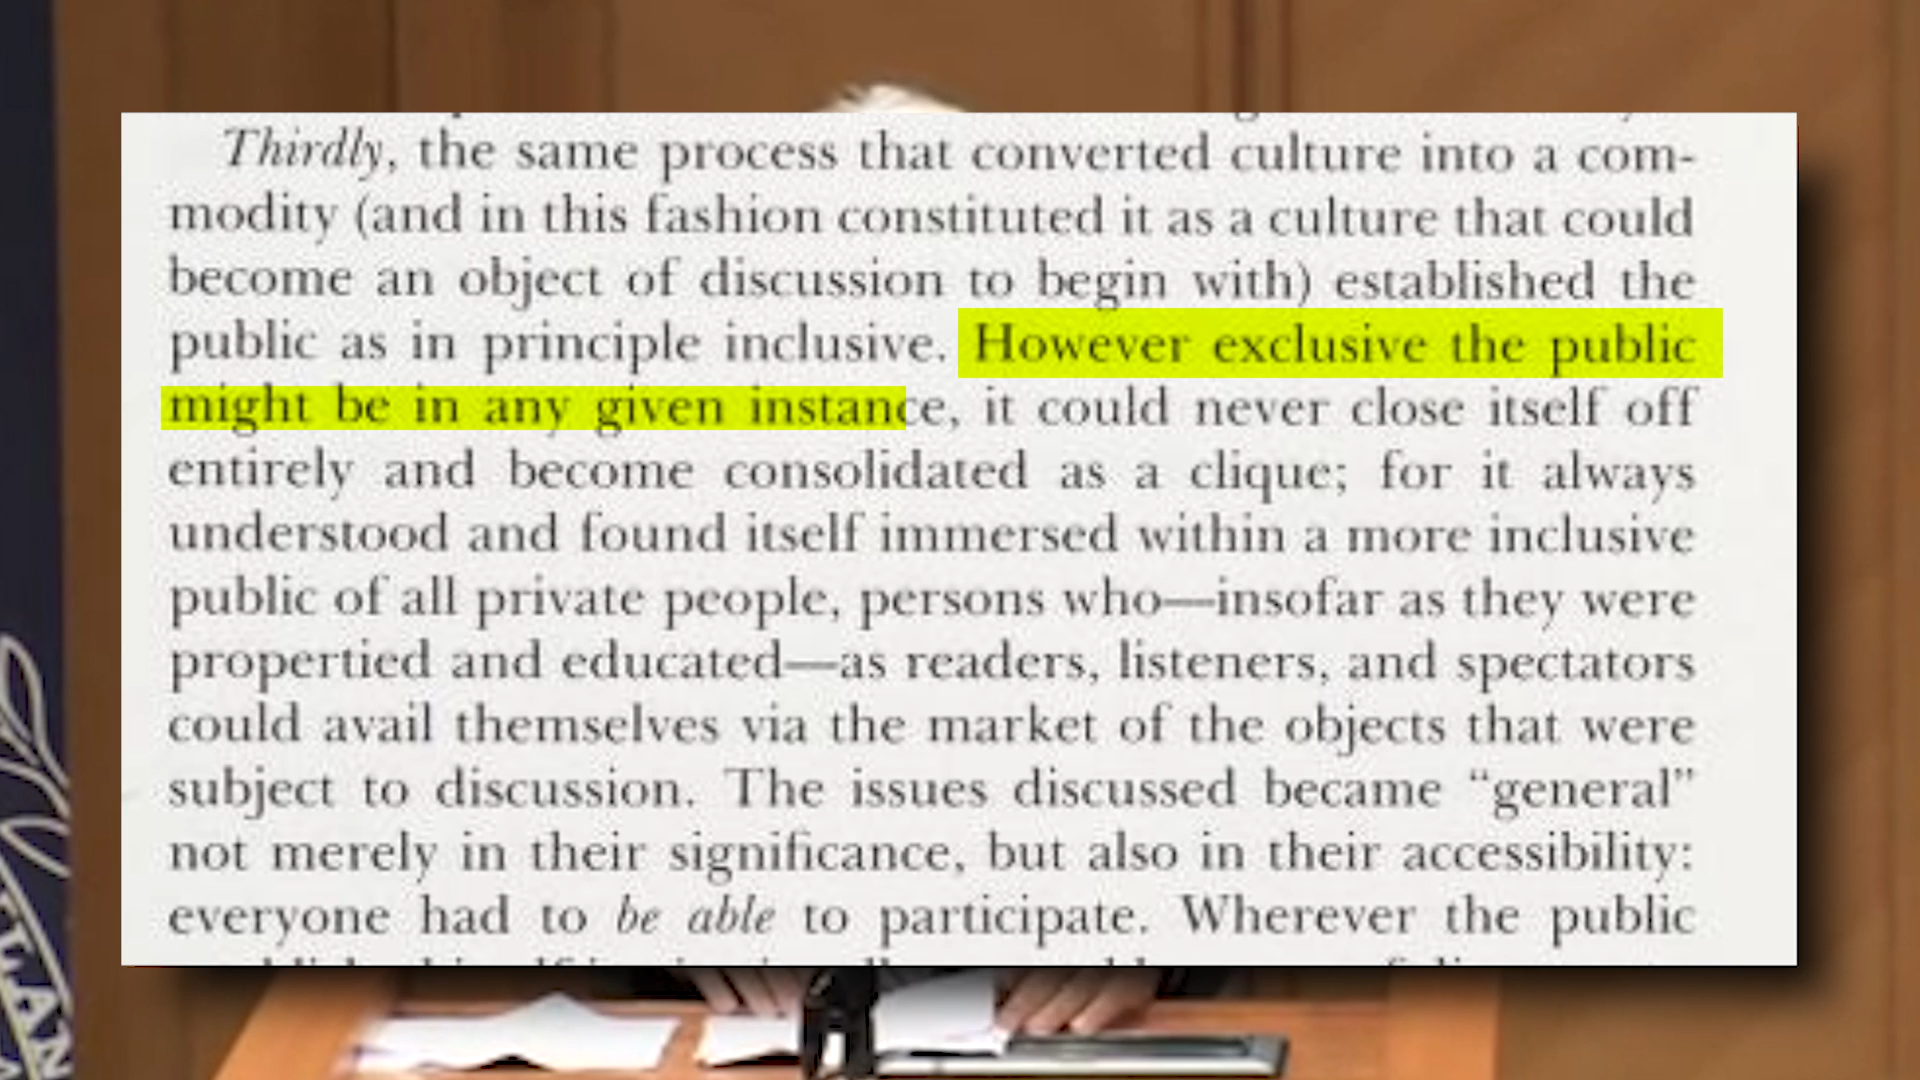 Thirdly, the same process that converted culture into a com-
modity (and in this fashion constituted it as a culture that could
become an object of discussion to begin with) established the
public as in principle inclusive. However exclusive the public
might be in any given instance, it could never close itself off
entirely and become consolidated as a clique; for it always
understood and found itself immersed within a more inclusive
public of all private people, persons who—insofar as they were
propertied and educated—as readers, listeners, and spectators
could avail themselves via the market of the objects that were
subject to discussion. The issues discussed became “general”
not merely in their significance, but also in their accessibility:
everyone had to be able to participate. Wherever the public